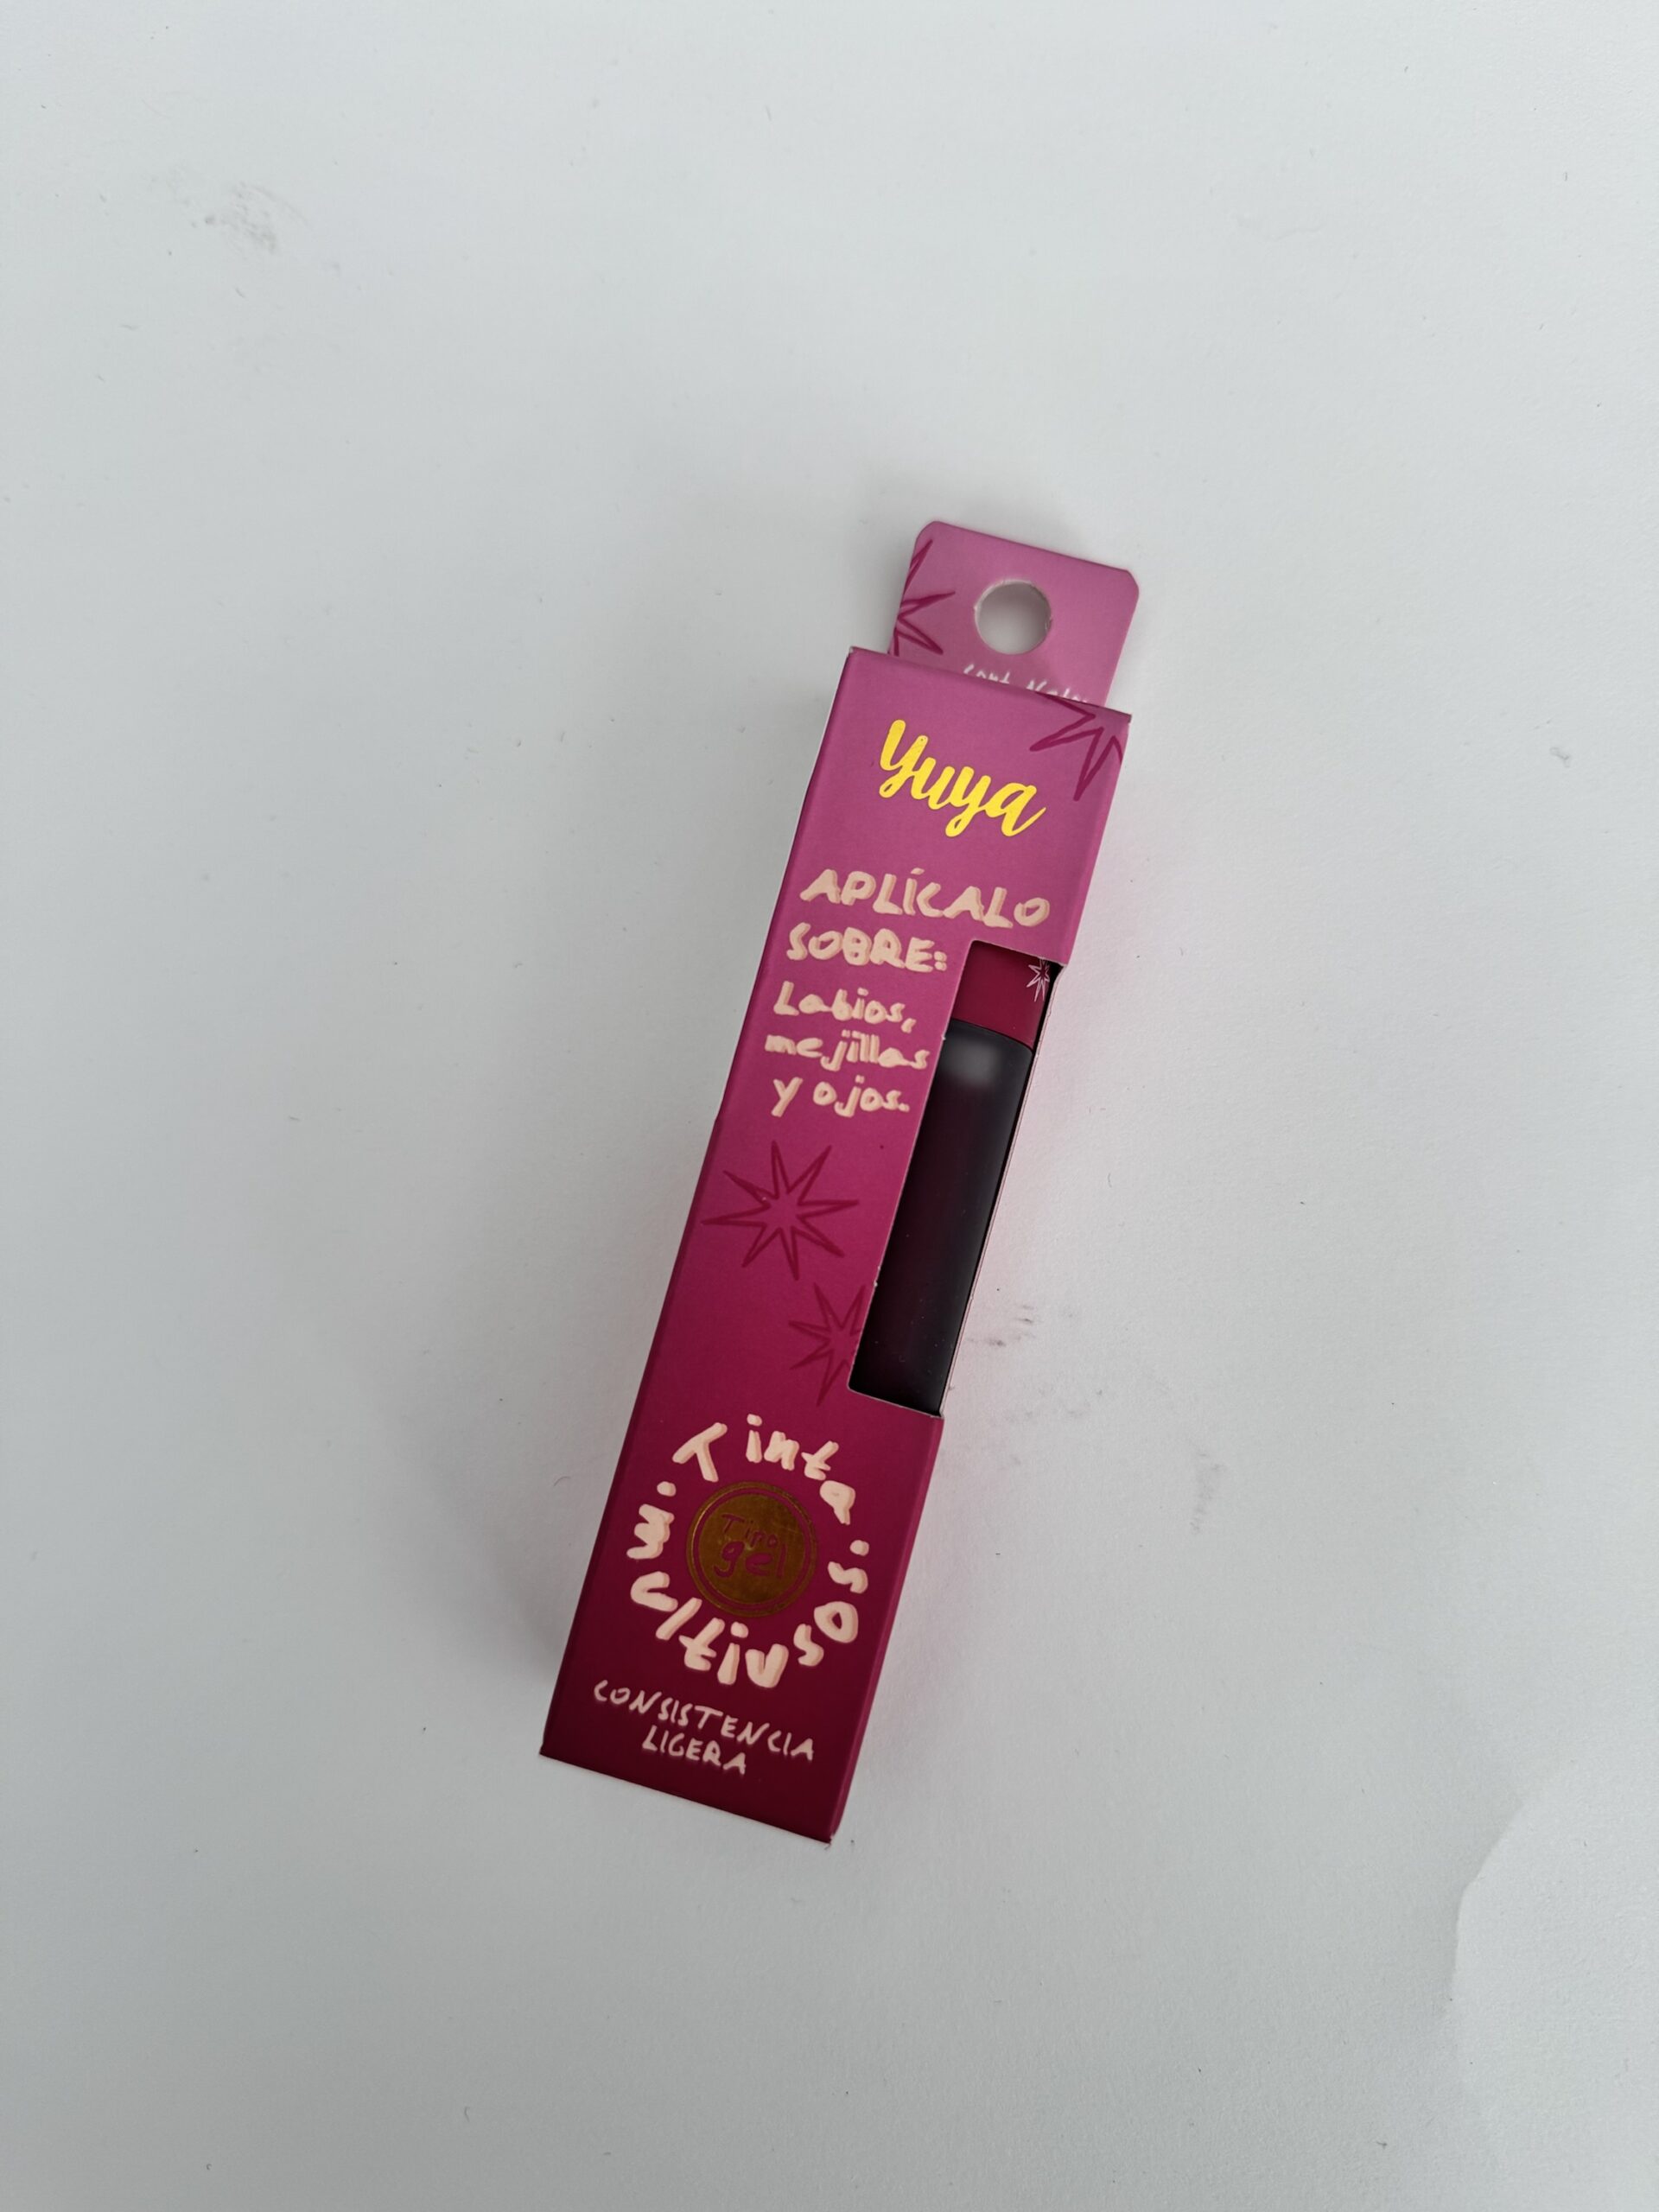 Yuya
APLÍCALO
SOBRE:
Labios,
mejillas
y ojos.
Tinta
multiusos.
Tipo
gel
CONSISTENCIA
LIGERA